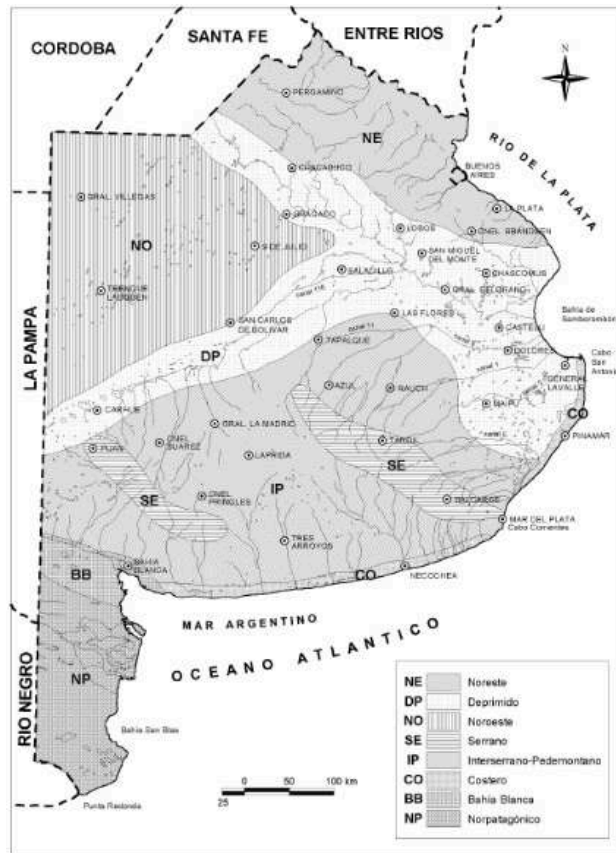 CORDOBA
SANTA FE
ENTRE RIOS
N
PERGAMINO
NE
RIO DE LA PLATA
BUENOS
AIRES
CHACABUCO
GRAL. VILLEGAS
LA PLATA
BRAGADO
LOBOS
CNEL. BRANDSEN
NO
9 DE JULIO
SAN MIGUEL
DEL MONTE
SALADILLO
CHASCOMUS
TRENQUE
LAUQUEN
GRAL. BELGRANO
Bahia de
Samborombón
SAN CARLOS
DE BOLIVAR
LAS FLORES
CASTELLI
TAPALQUE
DP
DOLORES
Cabo
San
Antonio
LA PAMPA
GENERAL
LAVALLE
AZUL
RAUCH
CARHUE
MAIPU
CO
GRAL. LA MADRID
PINAMAR
CNEL.
SUAREZ
TANDIL
PUAN
LAPRIDA
SE
IP
SE
CNEL.
PRINGLES
BALCARCE
MAR DEL PLATA
Cabo Corrientes
TRES
ARROYOS
BAHIA
BLANCA
BB
CO
NECOCHEA
MAR ARGENTINO
OCEANO ATLANTICO
RIO NEGRO
NP
Bahia San Blas
Punta Redonda
0 50 100 km
25
NE Noreste
DP Deprimido
NO Noroeste
SE Serrano
IP Interserrano-Pedemontano
CO Costero
BB Bahía Blanca
NP Norpatagónico